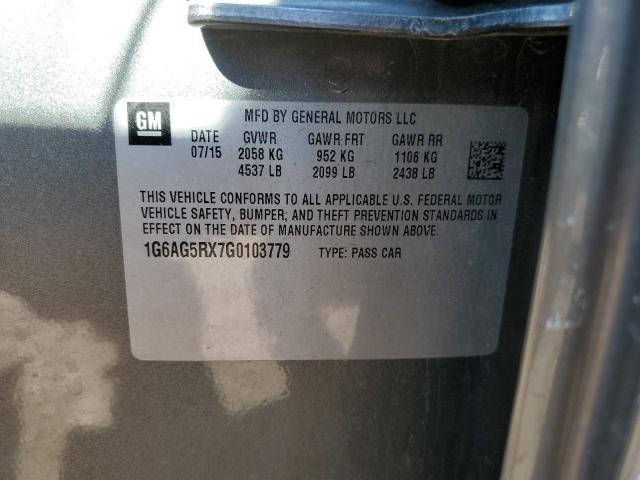 GM
MFD BY GENERAL MOTORS LLC
DATE GVWR GAWR FRT GAWR RR
07/15 2058 KG 952 KG 1106 KG
4537 LB 2099 LB 2438 LB
THIS VEHICLE CONFORMS TO ALL APPLICABLE U.S. FEDERAL MOTOR
VEHICLE SAFETY, BUMPER, AND THEFT PREVENTION STANDARDS IN
EFFECT ON THE DATE OF MANUFACTURE SHOWN ABOVE.
1G6AG5RX7G0103779 TYPE: PASS CAR